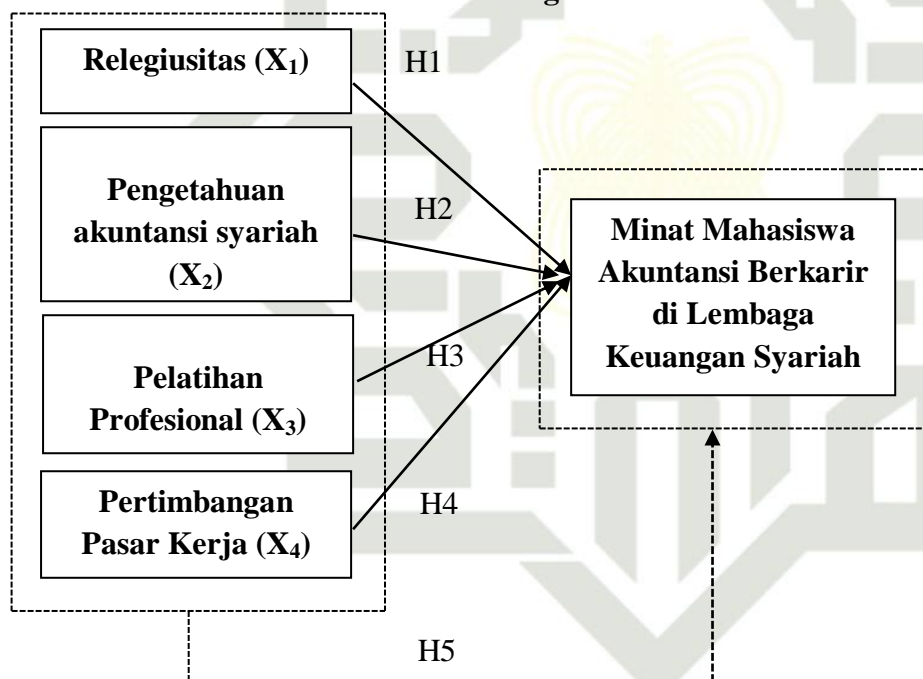 Relegiusitas (X₁)
H1
Pengetahuan
akuntansi syariah
(X₂)
H2
Minat Mahasiswa
Akuntansi Berkarir
di Lembaga
Keuangan Syariah
Pelatihan
Profesional (X₃)
H3
Pertimbangan
Pasar Kerja (X₄)
H4
H5